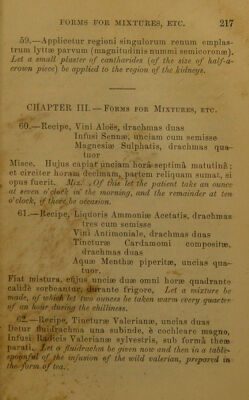 FORMS FOR MIXTURES, ETC. 217
59.—Applicetur regioni singulorum renum emplas-
trum lyttæ parvum (magnitudinis nummi semicoronæ).
Let a small plaster of cantharides (of the size of half-a-
crown piece) be applied to the region of the kidneys.
CHAPTER III.—FORMS FOR MIXTURES, ETC.
60.—Recipe, Vini Aloës, drachmas duas
Infusi Sennæ, unciam cum semisse
Magnesiæ Sulphatis, drachmas qua-
tuor
Misce. Hujus capiat unciam horâ septimâ matutinâ;
et circiter horam decimam, partem reliquam sumat, si
opus fuerit. Mix. Of this let the patient take an ounce
at seven o'clock in the morning, and the remainder at ten
o'clock, if there be occasion.
61.—Recipe, Liquoris Ammoniæ Acetatis, drachmas
tres cum semisse
Vini Antimoniale, drachmas duas
Tincturæ Cardamomi compositæ,
drachmas duas
Aquæ Menthæ piperitæ, uncias qua-
tuor.
Fiat mistura, cujus unciæ duæ omni horæ quadrante
calidè sorbeantur, durante frigore. Let a mixture be
made, of which let two ounces be taken warm every quarter
of an hour during the chilliness.
62.—Recipe, Tincturæ Valerianæ, uncias duas
Detur fluidrachma una subinde, è cochleare magno,
Infusi Radicis Valerianæ sylvestris, sub formâ theæ
parati. Let a fluidrachm be given now and then in a table-
spoonful of the infusion of the wild valerian, prepared in
the form of tea.